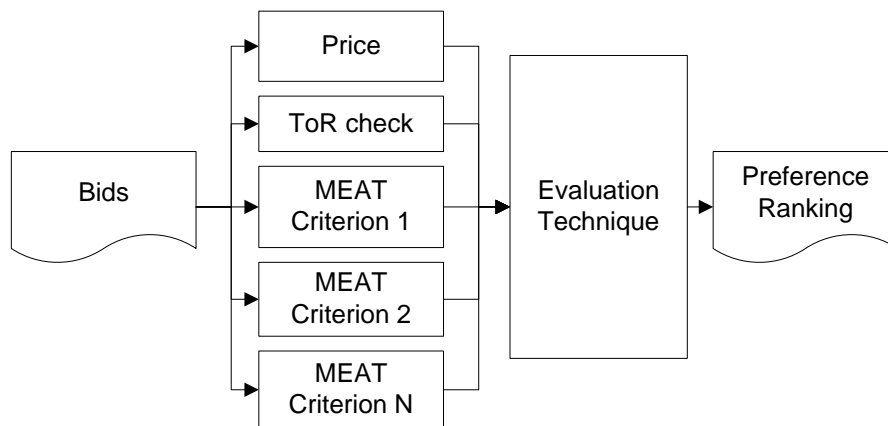 Bids
Price
ToR check
MEAT
Criterion 1
MEAT
Criterion 2
MEAT
Criterion N
Evaluation
Technique
Preference
Ranking